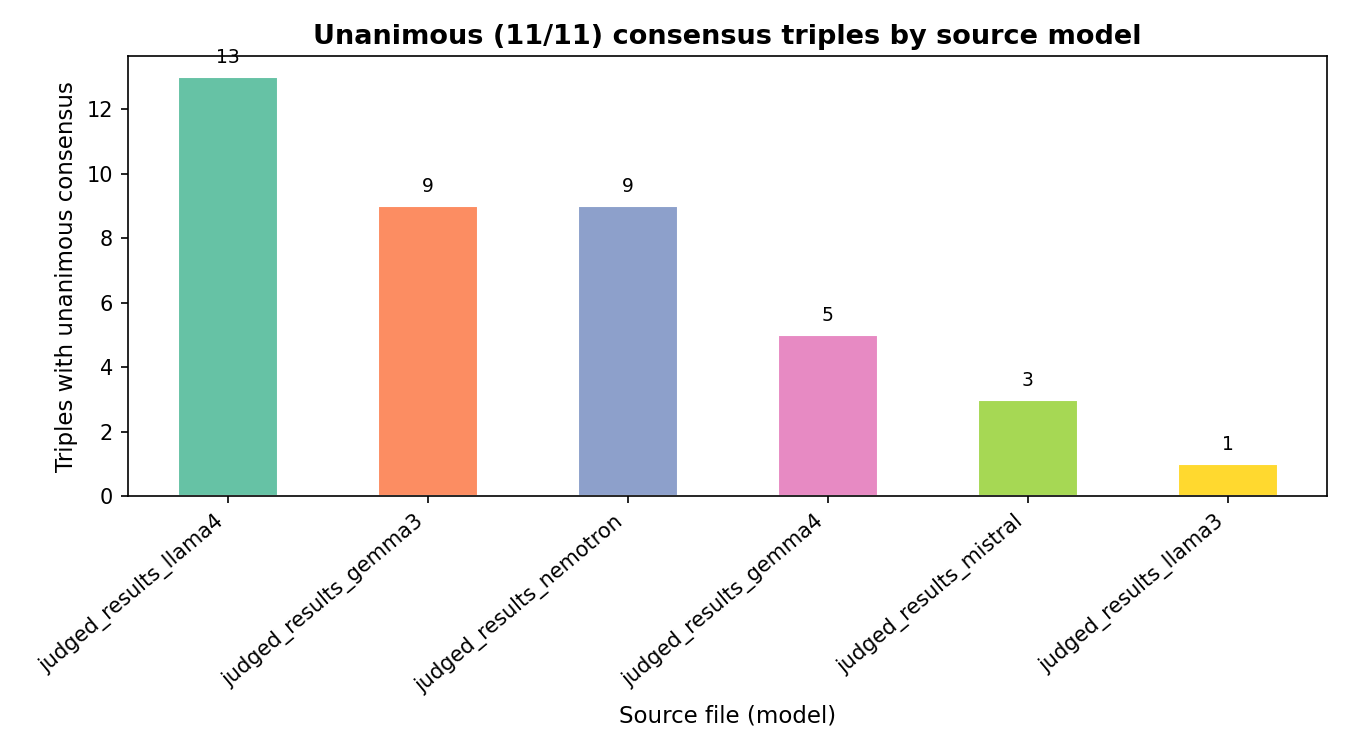 Unanimous (11/11) consensus triples by source model
Triples with unanimous consensus
12
10
8
6
4
2
0
13
9
9
5
3
1
judged_results_llama4
judged_results_gemma3
judged_results_nemotron
judged_results_gemma4
judged_results_mistral
judged_results_llama3
Source file (model)